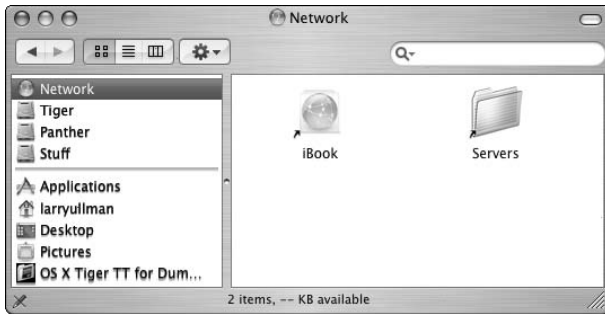 Network
Network
Tiger
Panther
Stuff
Applications
larryullman
Desktop
Pictures
OS X Tiger TT for Dum...
iBook
Servers
2 items, -- KB available